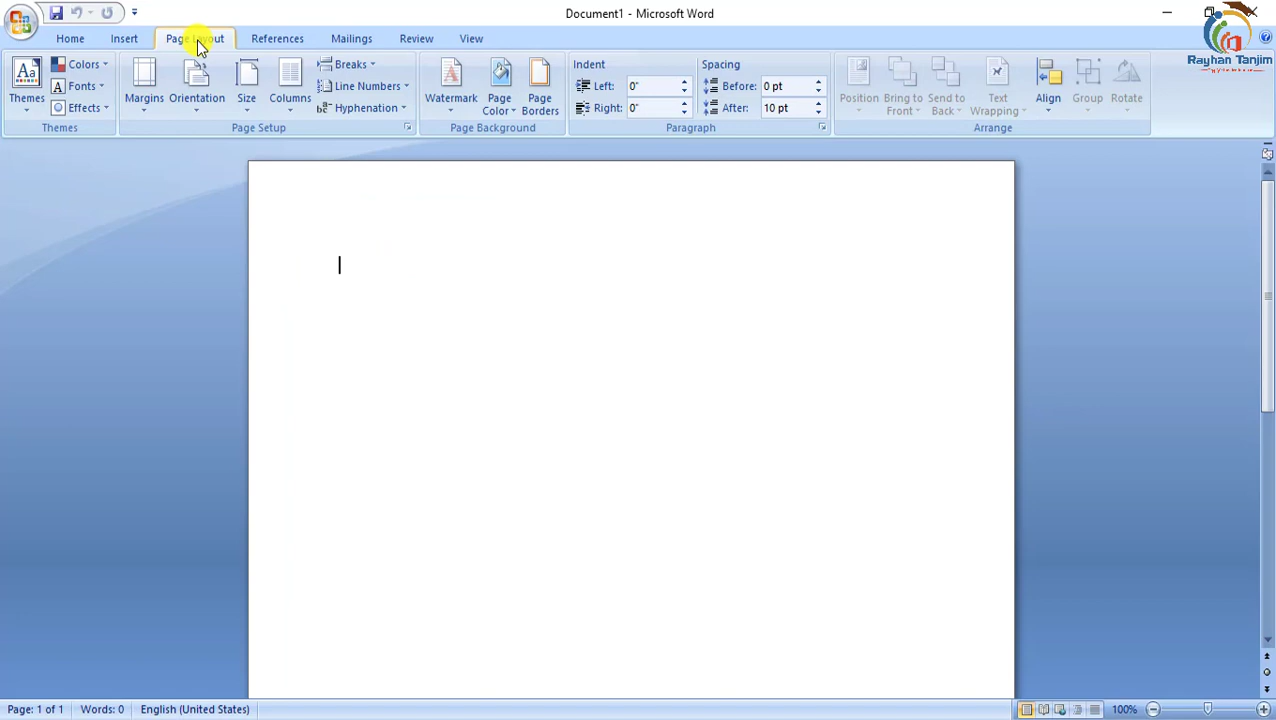 Document1 - Microsoft Word
Home Insert Page Layout References Mailings Review View
Rayhan Tanjim
Themes Colors Fonts Effects
Themes
Margins Orientation Size Columns Breaks Line Numbers Hyphenation
Page Setup
Watermark Page Color Page Borders
Page Background
Indent Spacing
Left: 0" Before: 0 pt
Right: 0" After: 10 pt
Paragraph
Position Bring to Front Send to Back Text Wrapping Align Group Rotate
Arrange
Page: 1 of 1 Words: 0 English (United States) 100%